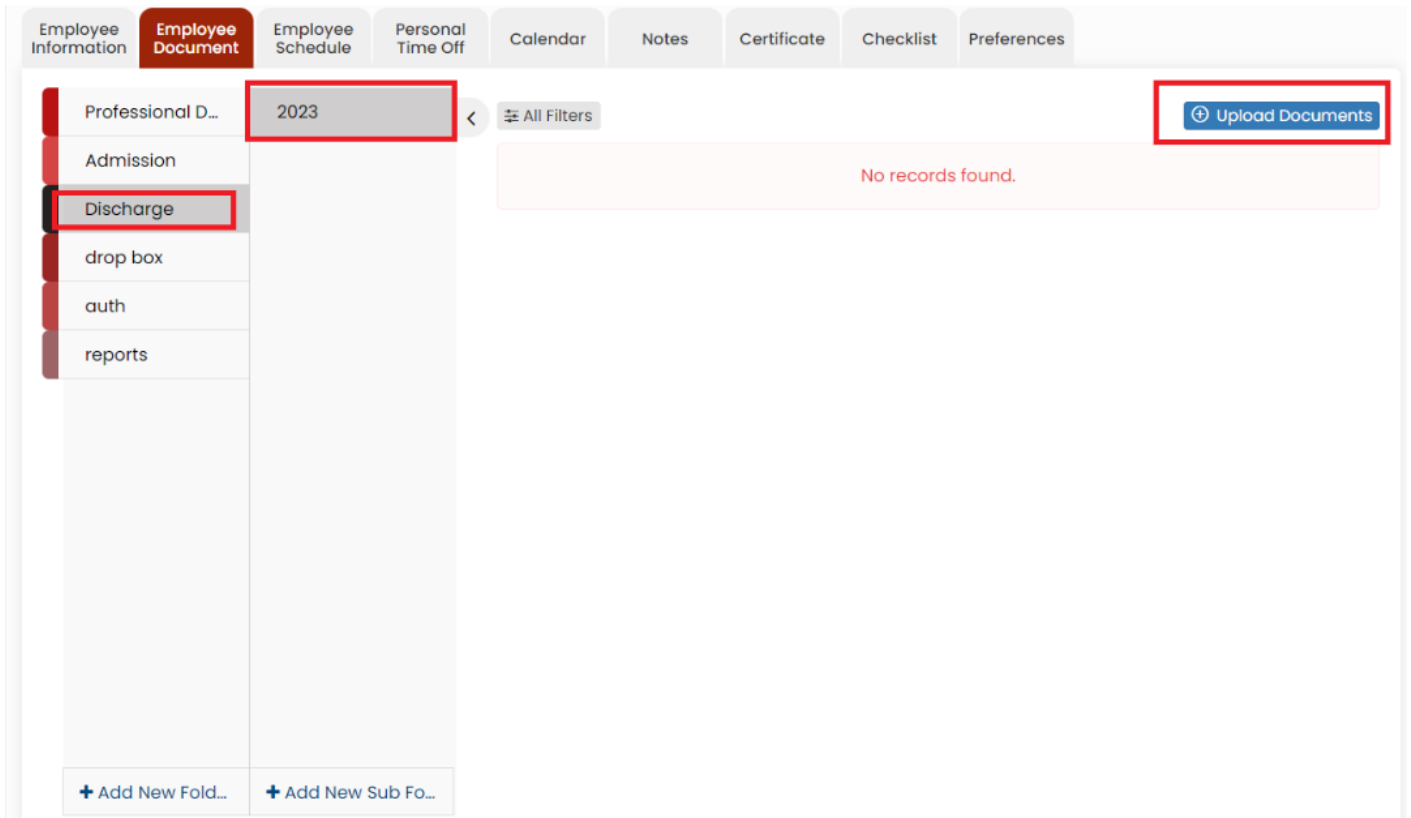 Employee Information
Employee Document
Employee Schedule
Personal Time Off
Calendar
Notes
Certificate
Checklist
Preferences
Professional D...
Admission
Discharge
drop box
auth
reports
2023
All Filters
Upload Documents
No records found.
Add New Fold...
Add New Sub Fo...